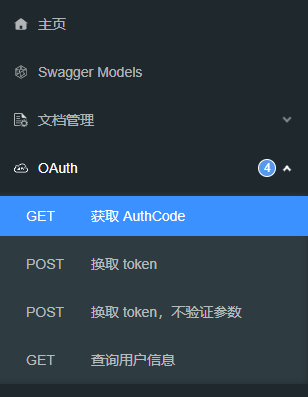 主页
Swagger Models
文档管理
OAuth 4
GET 获取 AuthCode
POST 换取 token
POST 换取 token，不验证参数
GET 查询用户信息